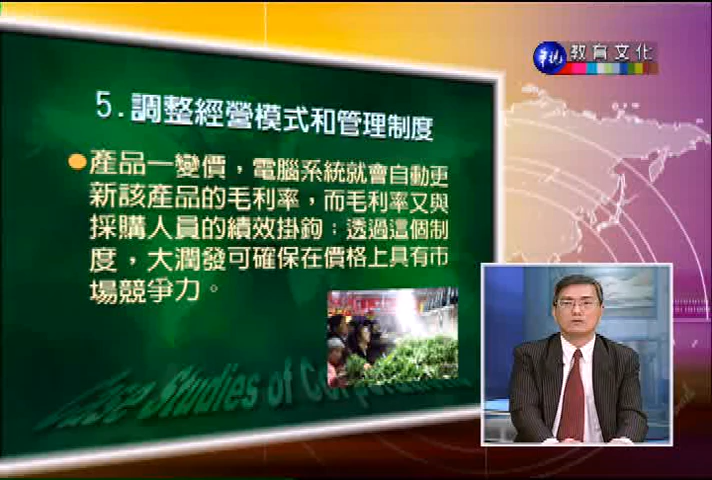 華視 教育文化
5.調整經營模式和管理制度
產品一變價，電腦系統就會自動更
新該產品的毛利率，而毛利率又與
採購人員的績效掛鉤；透過這個制
度，大潤發可確保在價格上具有市
場競爭力。
Case Studies of